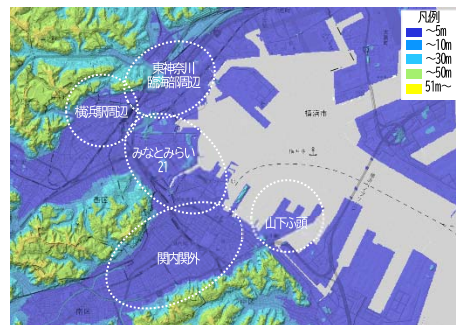 凡例
～5m
～10m
～30m
～50m
51m～
東神奈川
臨海部周辺
横浜駅周辺
横浜市
みなとみらい
21
山下ふ頭
関内関外
西区
南区
中区